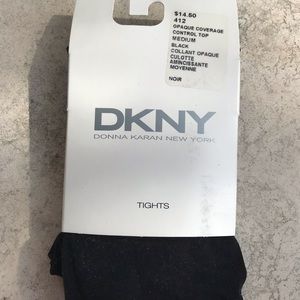 $14.50
412
OPAQUE COVERAGE
CONTROL TOP
MEDIUM
BLACK
COLLANT OPAQUE
CULOTTE
AMINCISSANTE
MOYENNE
NOIR
DKNY
DONNA KARAN NEW YORK
TIGHTS